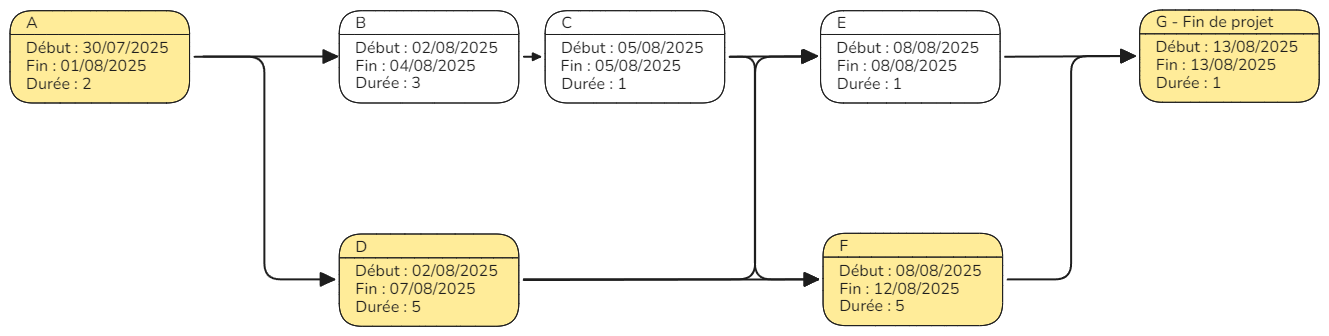 A
Début : 30/07/2025
Fin : 01/08/2025
Durée : 2
B
Début : 02/08/2025
Fin : 04/08/2025
Durée : 3
C
Début : 05/08/2025
Fin : 05/08/2025
Durée : 1
E
Début : 08/08/2025
Fin : 08/08/2025
Durée : 1
G - Fin de projet
Début : 13/08/2025
Fin : 13/08/2025
Durée : 1
D
Début : 02/08/2025
Fin : 07/08/2025
Durée : 5
F
Début : 08/08/2025
Fin : 12/08/2025
Durée : 5